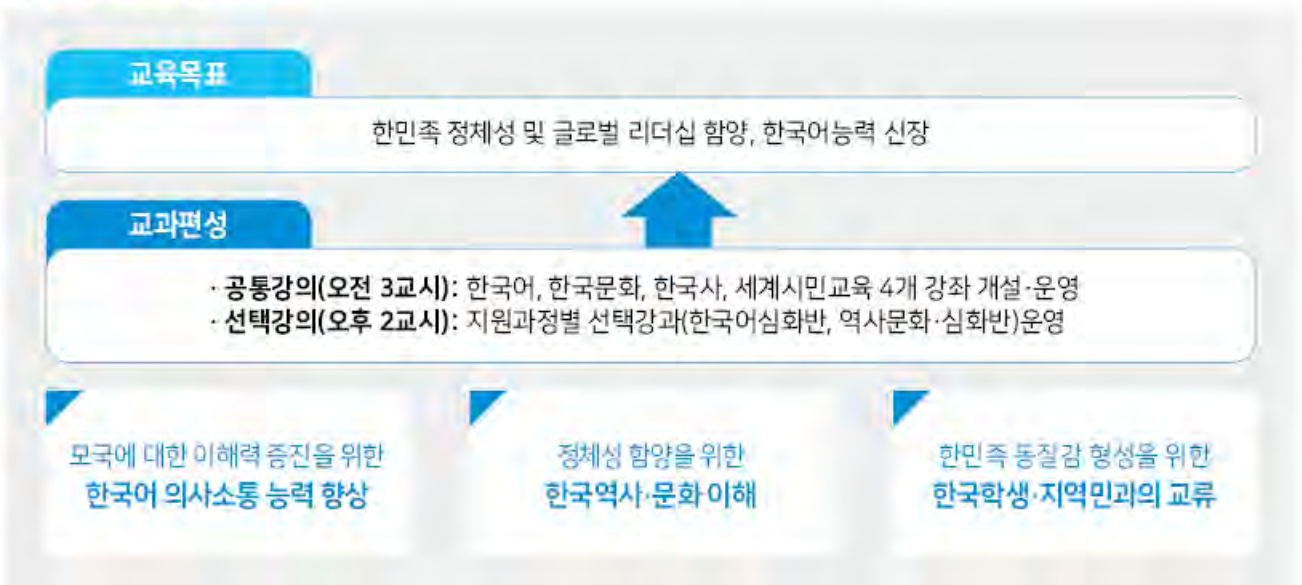 교육목표
한민족 정체성 및 글로벌 리더십 함양, 한국어능력 신장
교과편성
· 공통강의(오전 3교시): 한국어, 한국문화, 한국사, 세계시민교육 4개 강좌 개설·운영
· 선택강의(오후 2교시): 지원과정별 선택강과(한국어심화반, 역사문화·심화반)운영
모국에 대한 이해력 증진을 위한
한국어 의사소통 능력 향상
정체성 함양을 위한
한국역사·문화 이해
한민족 동질감 형성을 위한
한국학생·지역민과의 교류